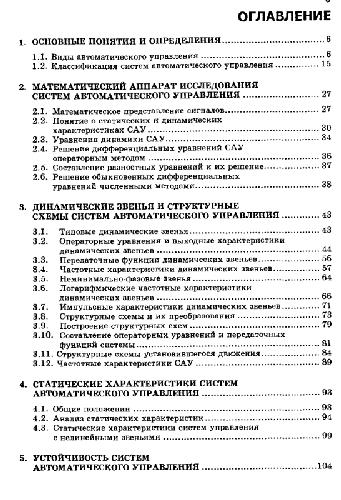 ОГЛАВЛЕНИЕ
1. ОСНОВНЫЕ ПОНЯТИЯ И ОПРЕДЕЛЕНИЯ 6
1.1. Виды автоматического управления 6
1.2. Классификация систем автоматического управления 15
2. МАТЕМАТИЧЕСКИЙ АППАРАТ ИССЛЕДОВАНИЯ
СИСТЕМ АВТОМАТИЧЕСКОГО УПРАВЛЕНИЯ 27
2.1. Математическое представление сигналов 27
2.2. Понятие о статических и динамических
характеристиках САУ 30
2.3. Уравнения динамики САУ 34
2.4. Решение дифференциальных уравнений САУ
операторным методом 36
2.5. Составление разностных уравнений и их решение 37
2.6. Решение обыкновенных дифференциальных
уравнений численными методами 38
3. ДИНАМИЧЕСКИЕ ЗВЕНЬЯ И СТРУКТУРНЫЕ
СХЕМЫ СИСТЕМ АВТОМАТИЧЕСКОГО УПРАВЛЕНИЯ 43
3.1. Типовые динамические звенья 43
3.2. Операторные уравнения и выходные характеристики
динамических звеньев 44
3.3. Передаточные функции динамических звеньев 56
3.4. Частотные характеристики динамических звеньев 57
3.5. Неминимально-фазовые звенья 64
3.6. Логарифмические частотные характеристики
динамических звеньев 66
3.7. Импульсные характеристики динамических звеньев 71
3.8. Структурные схемы и их преобразования 73
3.9. Построение структурных схем 79
3.10. Составление операторных уравнений и передаточных
функций системы 81
3.11. Структурные схемы установившегося движения 84
3.12. Частотные характеристики САУ 89
4. СТАТИЧЕСКИЕ ХАРАКТЕРИСТИКИ СИСТЕМ
АВТОМАТИЧЕСКОГО УПРАВЛЕНИЯ 93
4.1. Общие положения 93
4.2. Анализ статических характеристик 94
4.3. Статические характеристики систем управления
с нелинейными звеньями 99
5. УСТОЙЧИВОСТЬ СИСТЕМ
АВТОМАТИЧЕСКОГО УПРАВЛЕНИЯ 104